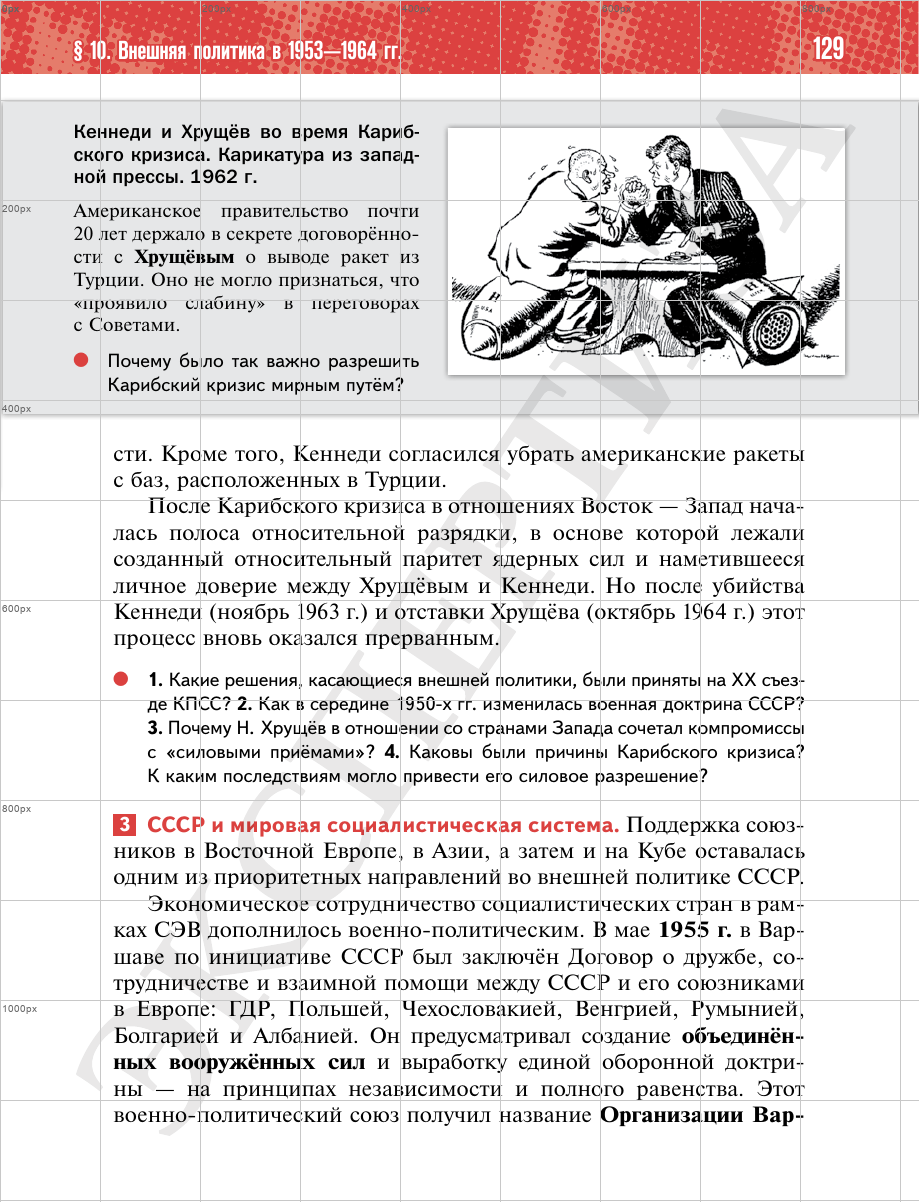 § 10. Внешняя политика в 1953—1964 гг.
129
Кеннеди и Хрущёв во время Кариб-
ского кризиса. Карикатура из запад-
ной прессы. 1962 г.
Американское правительство почти
20 лет держало в секрете договорённо-
сти с Хрущёвым о выводе ракет из
Турции. Оно не могло признаться, что
«проявило слабину» в переговорах
с Советами.
Почему было так важно разрешить
Карибский кризис мирным путём?
H
USA
H
200px
400px
сти. Кроме того, Кеннеди согласился убрать американские ракеты
с баз, расположенных в Турции.
После Карибского кризиса в отношениях Восток — Запад нача-
лась полоса относительной разрядки, в основе которой лежали
созданный относительный паритет ядерных сил и наметившееся
личное доверие между Хрущёвым и Кеннеди. Но после убийства
600px
Кеннеди (ноябрь 1963 г.) и отставки Хрущёва (октябрь 1964 г.) этот
процесс вновь оказался прерванным.
1. Какие решения, касающиеся внешней политики, были приняты на XX съез-
де КПСС? 2. Как в середине 1950-х гг. изменилась военная доктрина СССР?
3. Почему Н. Хрущёв в отношении со странами Запада сочетал компромиссы
с «силовыми приёмами»? 4. Каковы были причины Карибского кризиса?
К каким последствиям могло привести его силовое разрешение?
800px
3 СССР и мировая социалистическая система. Поддержка союз-
ников в Восточной Европе, в Азии, а затем и на Кубе оставалась
одним из приоритетных направлений во внешней политике СССР.
Экономическое сотрудничество социалистических стран в рам-
ках СЭВ дополнилось военно-политическим. В мае 1955 г. в Вар-
шаве по инициативе СССР был заключён Договор о дружбе, со-
трудничестве и взаимной помощи между СССР и его союзниками
1000px
в Европе: ГДР, Польшей, Чехословакией, Венгрией, Румынией,
Болгарией и Албанией. Он предусматривал создание объединён-
ных вооружённых сил и выработку единой оборонной доктри-
ны — на принципах независимости и полного равенства. Этот
военно-политический союз получил название Организации Вар-
ЭКСПЕРТИЗА